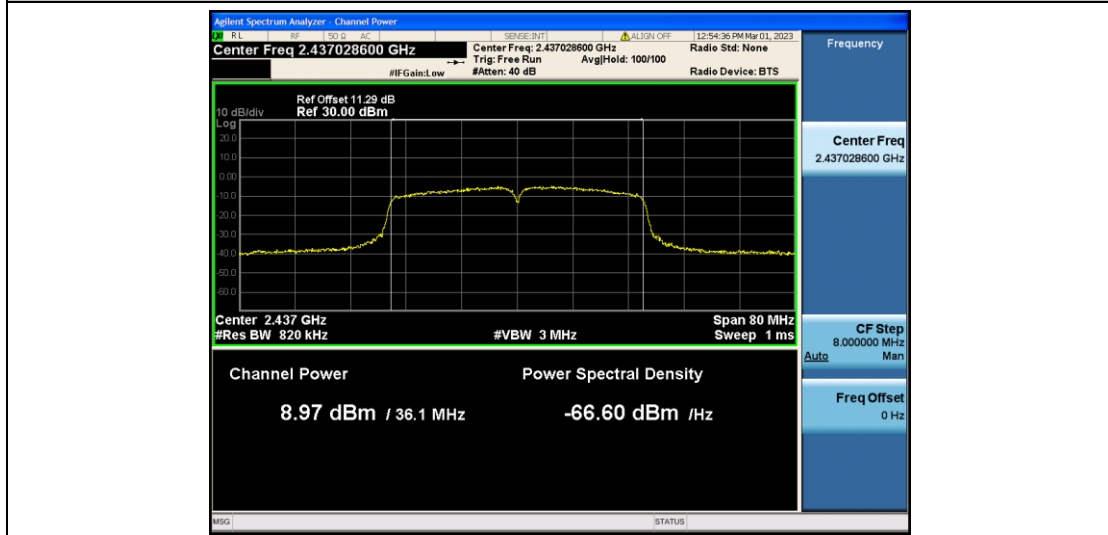 Agilent Spectrum Analyzer - Channel Power
RL RF 50 Ω AC SENSE:INT ALIGN OFF 12:54:36 PM Mar 01, 2023
Center Freq 2.437028600 GHz
Center Freq: 2.437028600 GHz Radio Std: None
Trig: Free Run Avg|Hold: 100/100
#IFGain:Low #Atten: 40 dB Radio Device: BTS
Frequency
Ref Offset 11.29 dB
10 dB/div Ref 30.00 dBm
Log
20.0
10.0
0.00
-10.0
-20.0
-30.0
-40.0
-50.0
-60.0
Center 2.437 GHz Span 80 MHz
#Res BW 820 kHz #VBW 3 MHz Sweep 1 ms
Channel Power Power Spectral Density
8.97 dBm / 36.1 MHz -66.60 dBm /Hz
Center Freq
2.437028600 GHz
CF Step
8.000000 MHz
Auto Man
Freq Offset
0 Hz
MSG STATUS